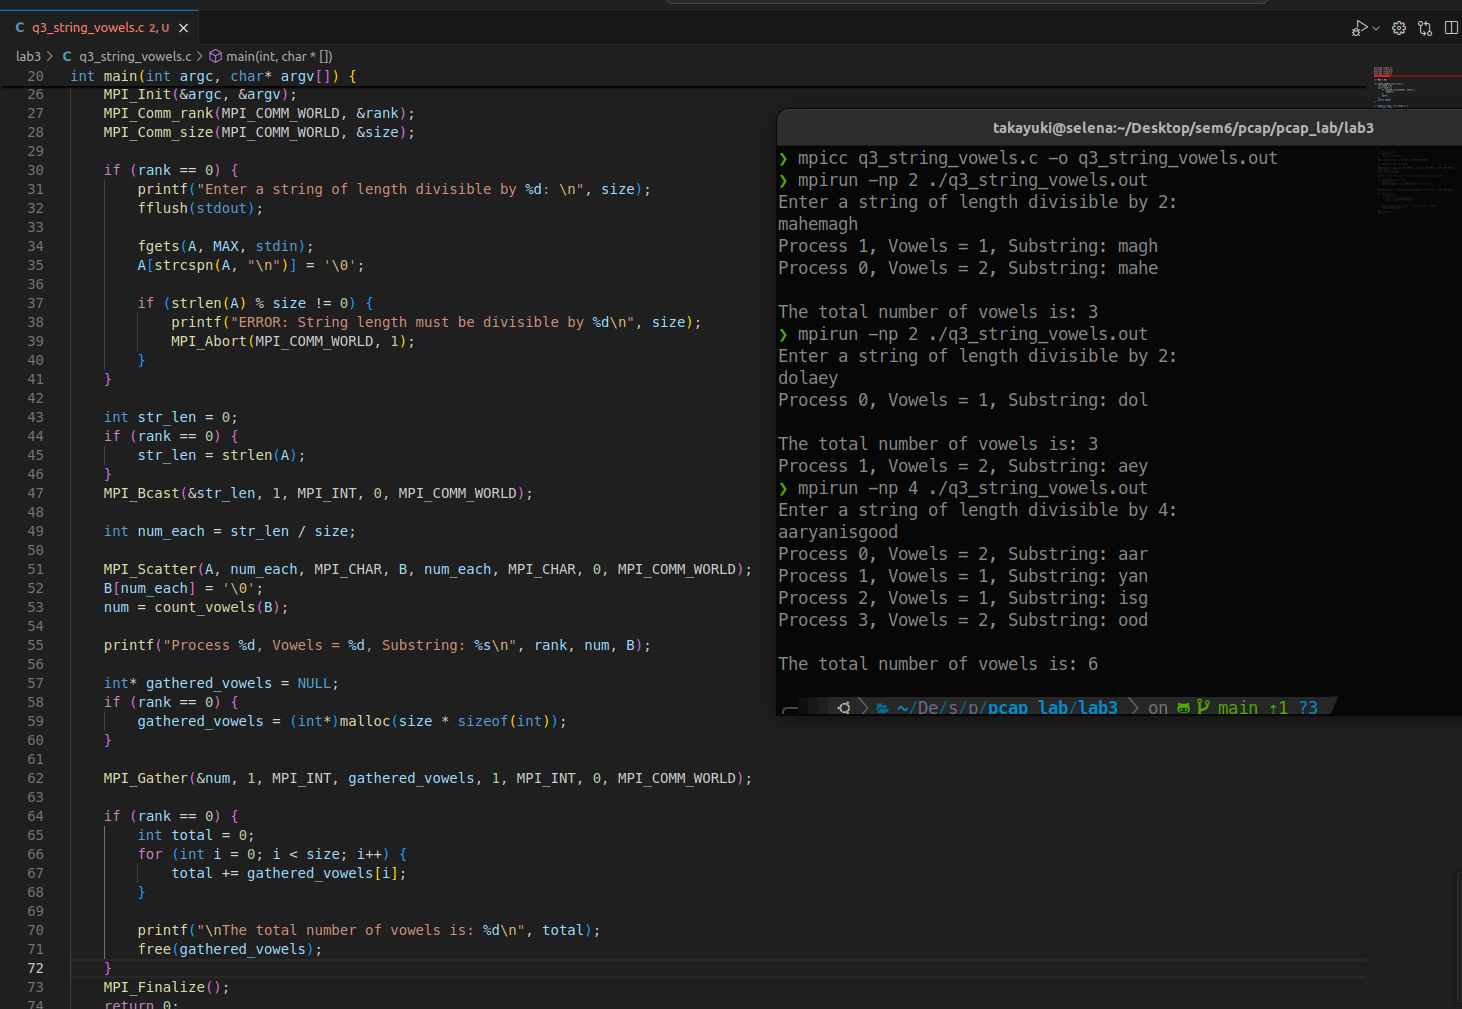 C q3_string_vowels.c 2, U
lab3 > C q3_string_vowels.c > main(int, char * [])
20 int main(int argc, char* argv[]) {
26     MPI_Init(&argc, &argv);
27     MPI_Comm_rank(MPI_COMM_WORLD, &rank);
28     MPI_Comm_size(MPI_COMM_WORLD, &size);
29
30     if (rank == 0) {
31         printf("Enter a string of length divisible by %d: \n", size);
32         fflush(stdout);
33
34         fgets(A, MAX, stdin);
35         A[strcspn(A, "\n")] = '\0';
36
37         if (strlen(A) % size != 0) {
38             printf("ERROR: String length must be divisible by %d\n", size);
39             MPI_Abort(MPI_COMM_WORLD, 1);
40         }
41     }
42
43     int str_len = 0;
44     if (rank == 0) {
45         str_len = strlen(A);
46     }
47     MPI_Bcast(&str_len, 1, MPI_INT, 0, MPI_COMM_WORLD);
48
49     int num_each = str_len / size;
50
51     MPI_Scatter(A, num_each, MPI_CHAR, B, num_each, MPI_CHAR, 0, MPI_COMM_WORLD);
52     B[num_each] = '\0';
53     num = count_vowels(B);
54
55     printf("Process %d, Vowels = %d, Substring: %s\n", rank, num, B);
56
57     int* gathered_vowels = NULL;
58     if (rank == 0) {
59         gathered_vowels = (int*)malloc(size * sizeof(int));
60     }
61
62     MPI_Gather(&num, 1, MPI_INT, gathered_vowels, 1, MPI_INT, 0, MPI_COMM_WORLD);
63
64     if (rank == 0) {
65         int total = 0;
66         for (int i = 0; i < size; i++) {
67             total += gathered_vowels[i];
68         }
69
70         printf("\nThe total number of vowels is: %d\n", total);
71         free(gathered_vowels);
72     }
73     MPI_Finalize();
74     return 0;
takayuki@selena:~/Desktop/sem6/pcap/pcap_lab/lab3
❯ mpicc q3_string_vowels.c -o q3_string_vowels.out
❯ mpirun -np 2 ./q3_string_vowels.out
Enter a string of length divisible by 2:
mahemagh
Process 1, Vowels = 1, Substring: magh
Process 0, Vowels = 2, Substring: mahe
The total number of vowels is: 3
❯ mpirun -np 2 ./q3_string_vowels.out
Enter a string of length divisible by 2:
dolaey
Process 0, Vowels = 1, Substring: dol
The total number of vowels is: 3
Process 1, Vowels = 2, Substring: aey
❯ mpirun -np 4 ./q3_string_vowels.out
Enter a string of length divisible by 4:
aaryanisgood
Process 0, Vowels = 2, Substring: aar
Process 1, Vowels = 1, Substring: yan
Process 2, Vowels = 1, Substring: isg
Process 3, Vowels = 2, Substring: ood
The total number of vowels is: 6
~/De/s/p/pcap_lab/lab3 on main ⇡1 ?3